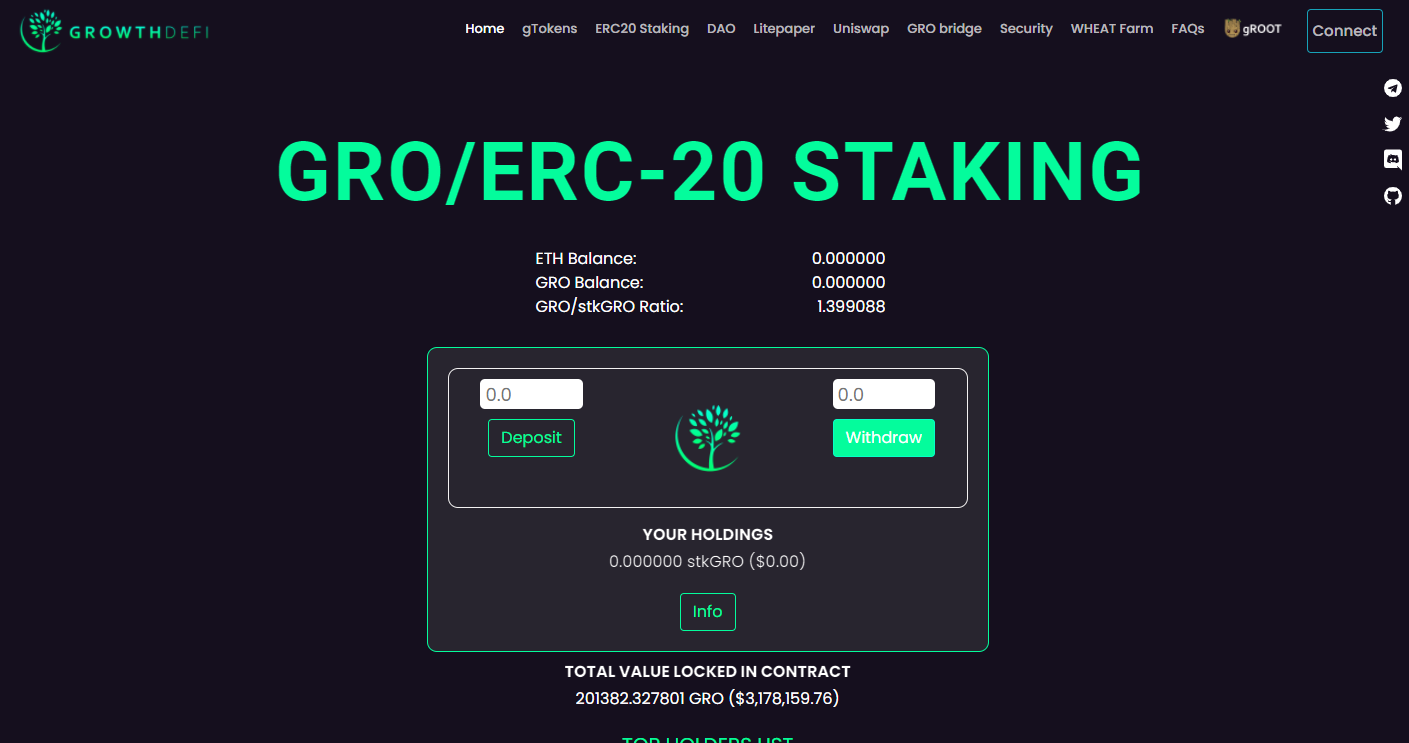 GROWTHDEFI Home gTokens ERC20 Staking DAO Litepaper Uniswap GRO bridge Security WHEAT Farm FAQs gROOT Connect
GRO/ERC-20 STAKING
ETH Balance: 0.000000
GRO Balance: 0.000000
GRO/stkGRO Ratio: 1.399088
0.0 0.0
Deposit Withdraw
YOUR HOLDINGS
0.000000 stkGRO ($0.00)
Info
TOTAL VALUE LOCKED IN CONTRACT
201382.327801 GRO ($3,178,159.76)
TOP HOLDERS LIST